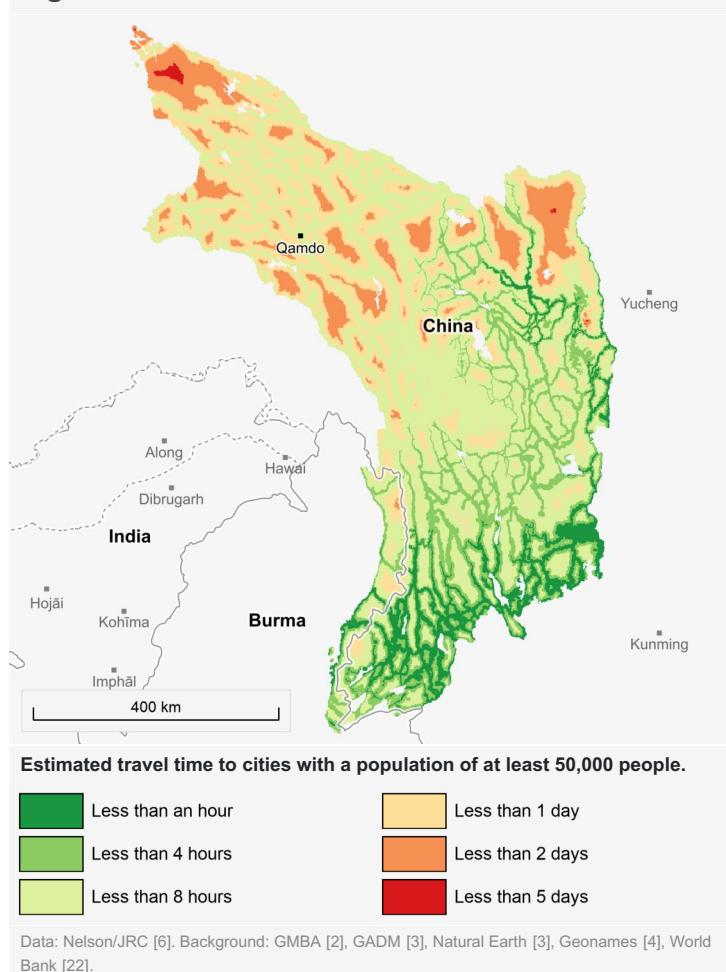 Qamdo
Yucheng
China
Along
Hawai
Dibrugarh
India
Hojāi
Kohīma
Burma
Kunming
Imphāl
400 km
Estimated travel time to cities with a population of at least 50,000 people.
Less than an hour
Less than 1 day
Less than 4 hours
Less than 2 days
Less than 8 hours
Less than 5 days
Data: Nelson/JRC [6]. Background: GMBA [2], GADM [3], Natural Earth [3], Geonames [4], World
Bank [22].